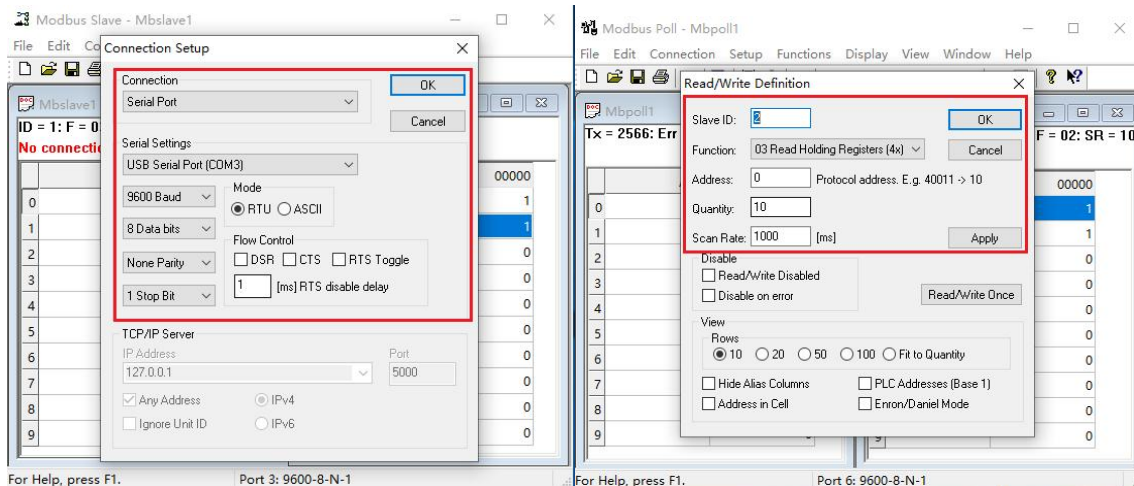 Modbus Slave - Mbslave1
File Edit Co
Connection Setup
Mbslave1
ID = 1: F = 0
No connecti
00000
0 1
1 1
2 0
3 0
4 0
5 0
6 0
7 0
8 0
9 0
Connection
Serial Port
OK
Cancel
Serial Settings
USB Serial Port (COM3)
9600 Baud
8 Data bits
None Parity
1 Stop Bit
Mode
RTU ASCII
Flow Control
DSR CTS RTS Toggle
1 [ms] RTS disable delay
TCP/IP Server
IP Address Port
127.0.0.1 5000
Any Address IPv4
Ignore Unit ID IPv6
For Help, press F1. Port 3: 9600-8-N-1
Modbus Poll - Mbpoll1
File Edit Connection Setup Functions Display View Window Help
Mbpoll1
Tx = 2566: Err
F = 02: SR = 10
00000
0 1
1 1
2 0
3 0
4 0
5 0
6 0
7 0
8 0
9 0
9
Read/Write Definition
Slave ID: 2 OK
Function: 03 Read Holding Registers (4x) Cancel
Address: 0 Protocol address. E.g. 40011 -> 10
Quantity: 10
Scan Rate: 1000 [ms] Apply
Disable
Read/Write Disabled
Disable on error
Read/Write Once
View
Rows
10 20 50 100 Fit to Quantity
Hide Alias Columns PLC Addresses (Base 1)
Address in Cell Enron/Daniel Mode
For Help, press F1. Port 6: 9600-8-N-1